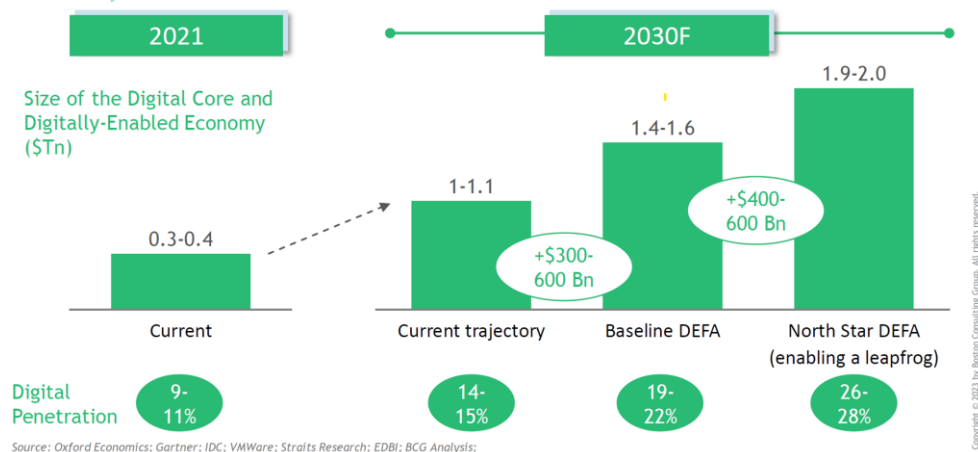 2021
2030F
Size of the Digital Core and
Digitally-Enabled Economy
($Tn)
0.3-0.4
1-1.1
1.4-1.6
1.9-2.0
+$300-
600 Bn
+$400-
600 Bn
Current
Current trajectory
Baseline DEFA
North Star DEFA
(enabling a leapfrog)
Digital
Penetration
9-
11%
14-
15%
19-
22%
26-
28%
Source: Oxford Economics; Gartner; IDC; VMWare; Straits Research; EDBI; BCG Analysis;
Copyright © 2023 by Boston Consulting Group. All rights reserved.